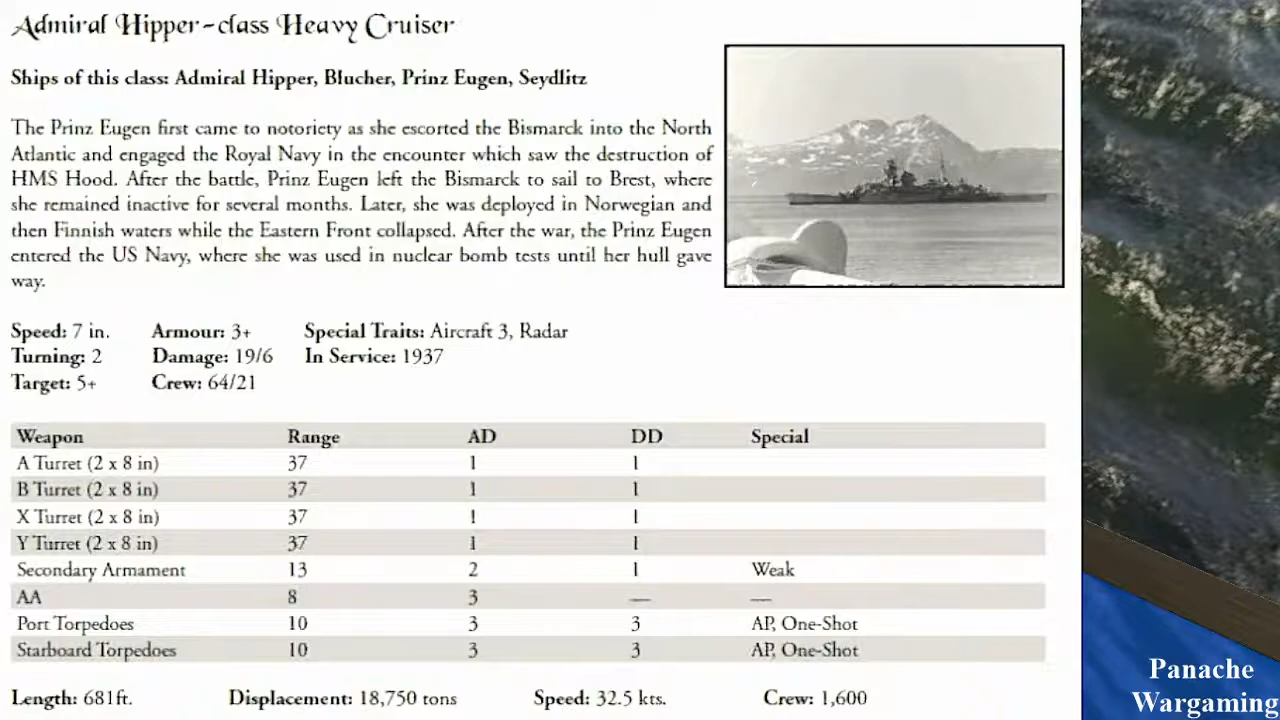 Admiral Hipper-class Heavy Cruiser
Ships of this class: Admiral Hipper, Blucher, Prinz Eugen, Seydlitz
The Prinz Eugen first came to notoriety as she escorted the Bismarck into the North
Atlantic and engaged the Royal Navy in the encounter which saw the destruction of
HMS Hood. After the battle, Prinz Eugen left the Bismarck to sail to Brest, where
she remained inactive for several months. Later, she was deployed in Norwegian and
then Finnish waters while the Eastern Front collapsed. After the war, the Prinz Eugen
entered the US Navy, where she was used in nuclear bomb tests until her hull gave
way.
Speed: 7 in. Armour: 3+ Special Traits: Aircraft 3, Radar
Turning: 2 Damage: 19/6 In Service: 1937
Target: 5+ Crew: 64/21
Weapon Range AD DD Special
A Turret (2 x 8 in) 37 1 1
B Turret (2 x 8 in) 37 1 1
X Turret (2 x 8 in) 37 1 1
Y Turret (2 x 8 in) 37 1 1
Secondary Armament 13 2 1 Weak
AA 8 3 — —
Port Torpedoes 10 3 3 AP, One-Shot
Starboard Torpedoes 10 3 3 AP, One-Shot
Length: 681ft. Displacement: 18,750 tons Speed: 32.5 kts. Crew: 1,600
Panache
Wargaming